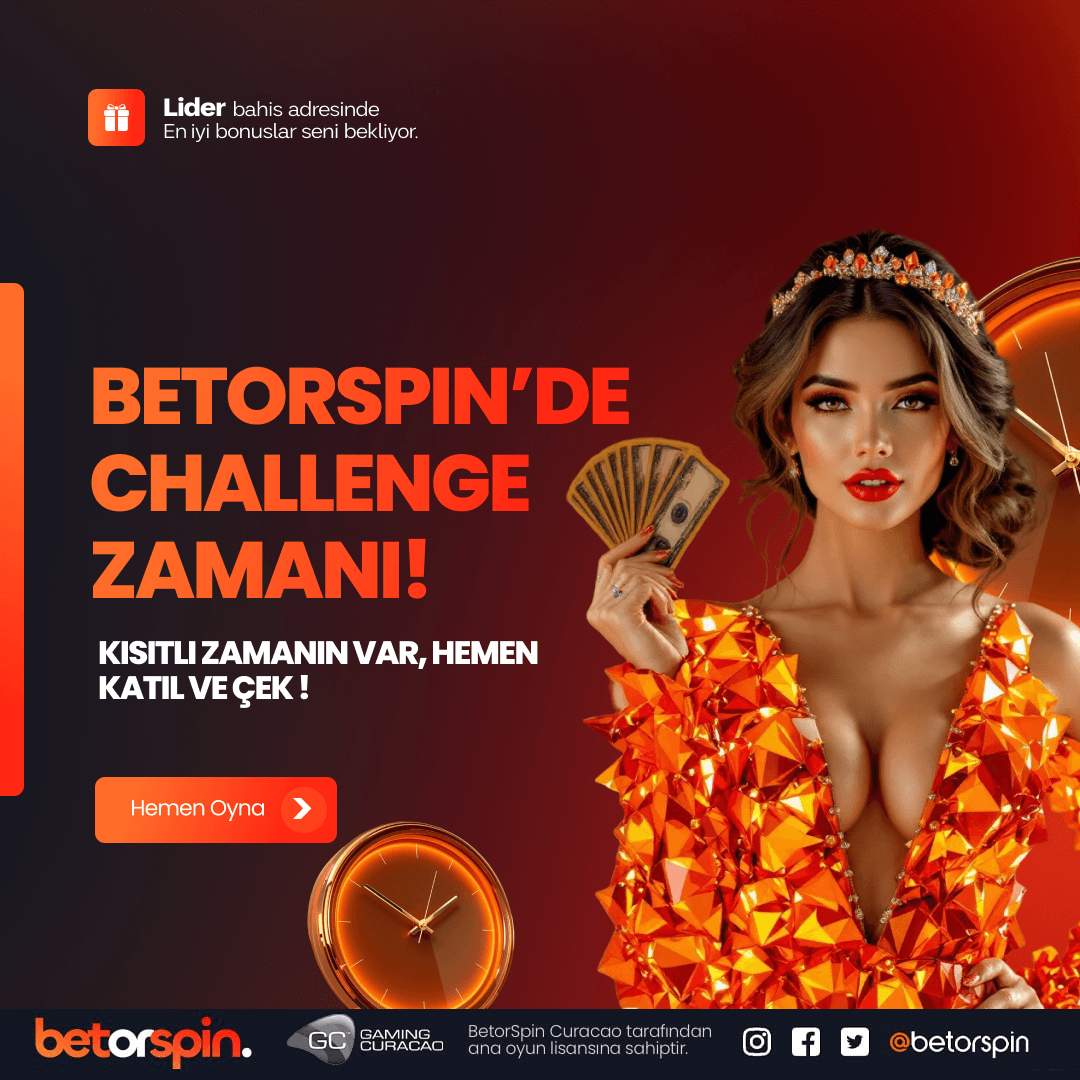 Lider bahis adresinde
En iyi bonuslar seni bekliyor.
BETORSPIN’DE
CHALLENGE
ZAMANI!
KISITLI ZAMANIN VAR, HEMEN
KATIL VE ÇEK !
Hemen Oyna
betorspin.
GC GAMING
CURACAO
BetorSpin Curacao tarafından
ana oyun lisansına sahiptir.
@betorspin